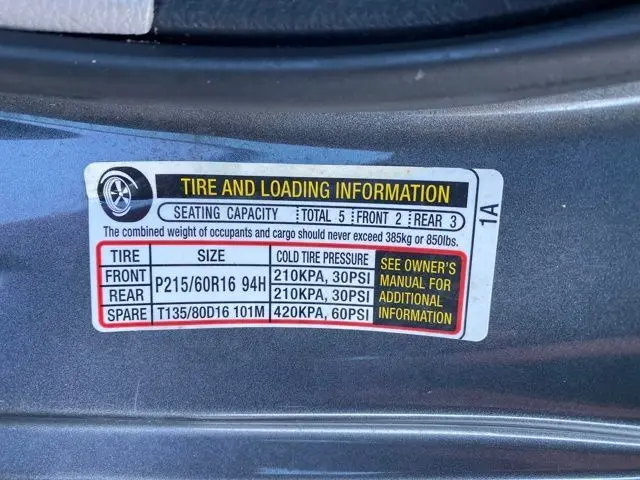 TIRE AND LOADING INFORMATION
SEATING CAPACITY TOTAL 5 FRONT 2 REAR 3
The combined weight of occupants and cargo should never exceed 385kg or 850lbs.
TIRE SIZE COLD TIRE PRESSURE
FRONT P215/60R16 94H 210KPA, 30PSI
REAR 210KPA, 30PSI
SPARE T135/80D16 101M 420KPA, 60PSI
SEE OWNER'S
MANUAL FOR
ADDITIONAL
INFORMATION
1A